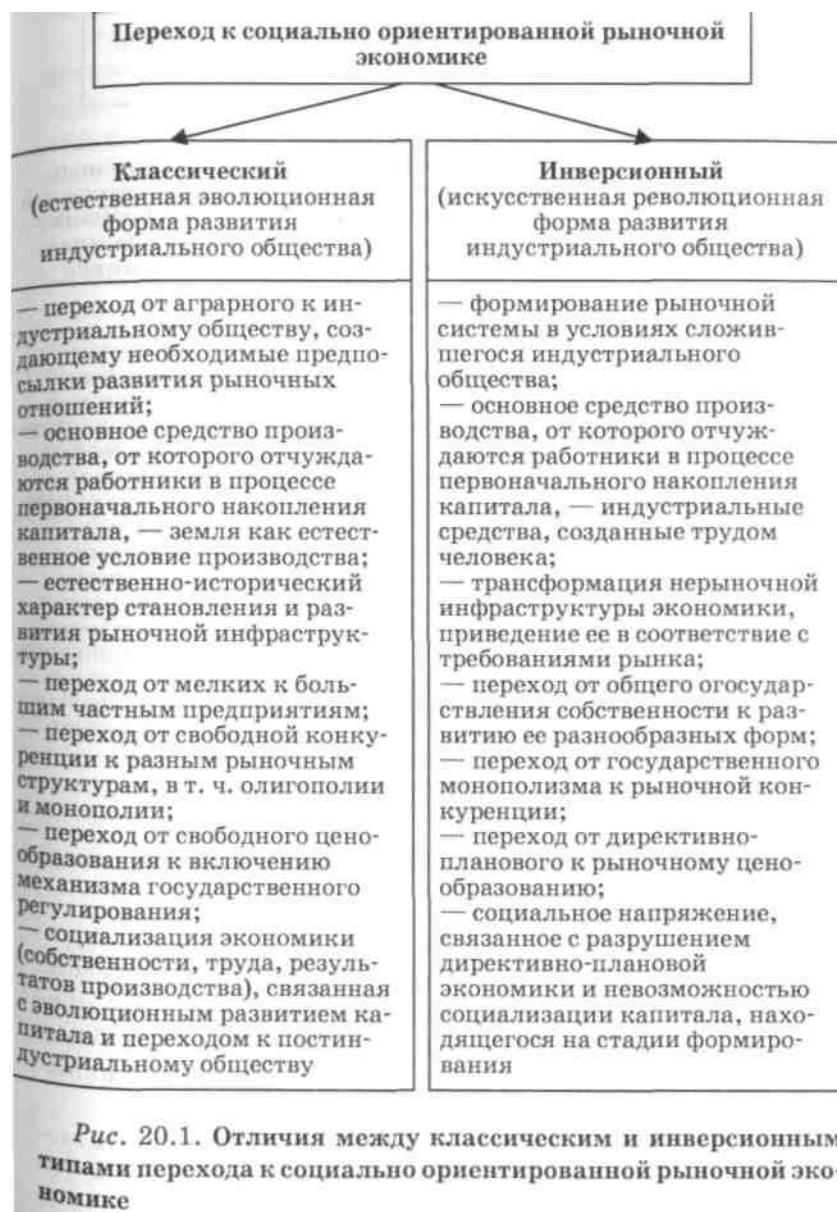 Переход к социально ориентированной рыночной
экономике
Классический
(естественная эволюционная
форма развития
индустриального общества)
— переход от аграрного к ин-
дустриальному обществу, соз-
дающему необходимые предпо-
сылки развития рыночных
отношений;
— основное средство произ-
водства, от которого отчужда-
ются работники в процессе
первоначального накопления
капитала, — земля как естест-
венное условие производства;
— естественно-исторический
характер становления и раз-
вития рыночной инфраструк-
туры;
— переход от мелких к боль-
шим частным предприятиям;
— переход от свободной конку-
ренции к разным рыночным
структурам, в т. ч. олигополии
и монополии;
— переход от свободного цено-
образования к включению
механизма государственного
регулирования;
— социализация экономики
(собственности, труда, резуль-
татов производства), связанная
с эволюционным развитием ка-
питала и переходом к постин-
дустриальному обществу
Инверсионный
(искусственная революционная
форма развития
индустриального общества)
— формирование рыночной
системы в условиях сложив-
шегося индустриального
общества;
— основное средство произ-
водства, от которого отчуж-
даются работники в процессе
первоначального накопления
капитала, — индустриальные
средства, созданные трудом
человека;
— трансформация нерыночной
инфраструктуры экономики,
приведение ее в соответствие с
требованиями рынка;
— переход от общего огосудар-
ствления собственности к раз-
витию ее разнообразных форм;
— переход от государственного
монополизма к рыночной кон-
куренции;
— переход от директивно-
планового к рыночному цено-
образованию;
— социальное напряжение,
связанное с разрушением
директивно-плановой
экономики и невозможностью
социализации капитала, нахо-
дящегося на стадии формиро-
вания
Рис. 20.1. Отличия между классическим и инверсионным
типами перехода к социально ориентированной рыночной эко-
номике